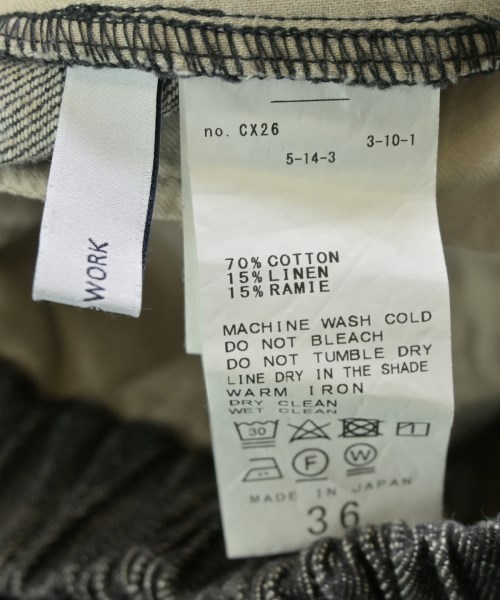 WORK
no. CX26
3-10-1
5-14-3
70% COTTON
15% LINEN
15% RAMIE
MACHINE WASH COLD
DO NOT BLEACH
DO NOT TUMBLE DRY
LINE DRY IN THE SHADE
WARM IRON
DRY CLEAN
WET CLEAN
30
F
W
MADE IN JAPAN
36